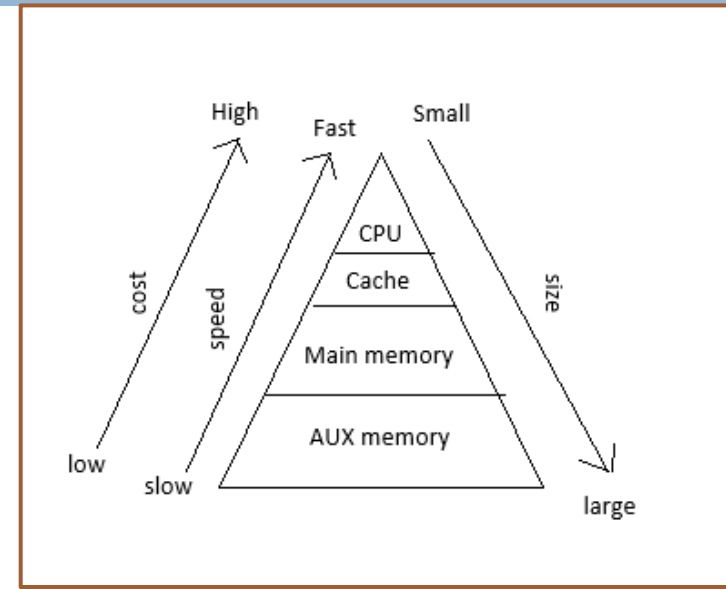 High
Fast
Small
CPU
Cache
cost
speed
size
Main memory
AUX memory
low
slow
large